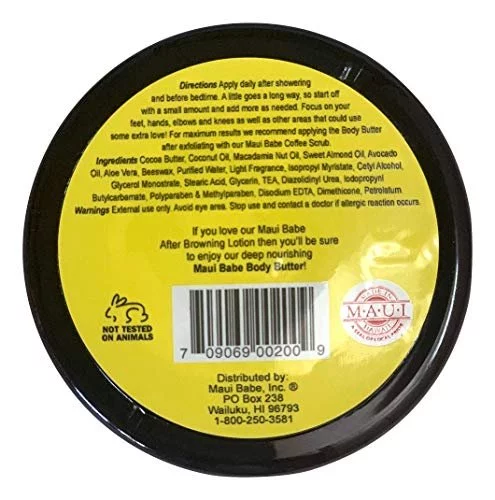 Directions Apply daily after showering
and before bedtime. A little goes a long way, so start off
with a small amount and add more as needed. Focus on your
feet, hands, elbows and knees as well as other areas that could use
some extra love! For maximum results we recommend applying the Body Butter
after exfoliating with our Maui Babe Coffee Scrub.
Ingredients Cocoa Butter, Coconut Oil, Macadamia Nut Oil, Sweet Almond Oil, Avocado
Oil, Aloe Vera, Beeswax, Purified Water, Light Fragrance, Isopropyl Myristate, Cetyl Alcohol,
Glycerol Monostrate, Stearic Acid, Glycerin, TEA, Diazolidinyl Urea, Iodopropynyl
Butylcarbamate, Polyparaben & Methylparaben, Disodium EDTA, Dimethicone, Petrolatum.
Warnings External use only. Avoid eye area. Stop use and contact a doctor if allergic reaction occurs.
If you love our Maui Babe
After Browning Lotion then you'll be sure
to enjoy our deep nourishing
Maui Babe Body Butter!
NOT TESTED
ON ANIMALS
7 09069 00200 9
MADE IN
MAUI
HAWAII
Distributed by:
Maui Babe, Inc. ®
PO Box 238
Wailuku, HI 96793
1-800-250-3581